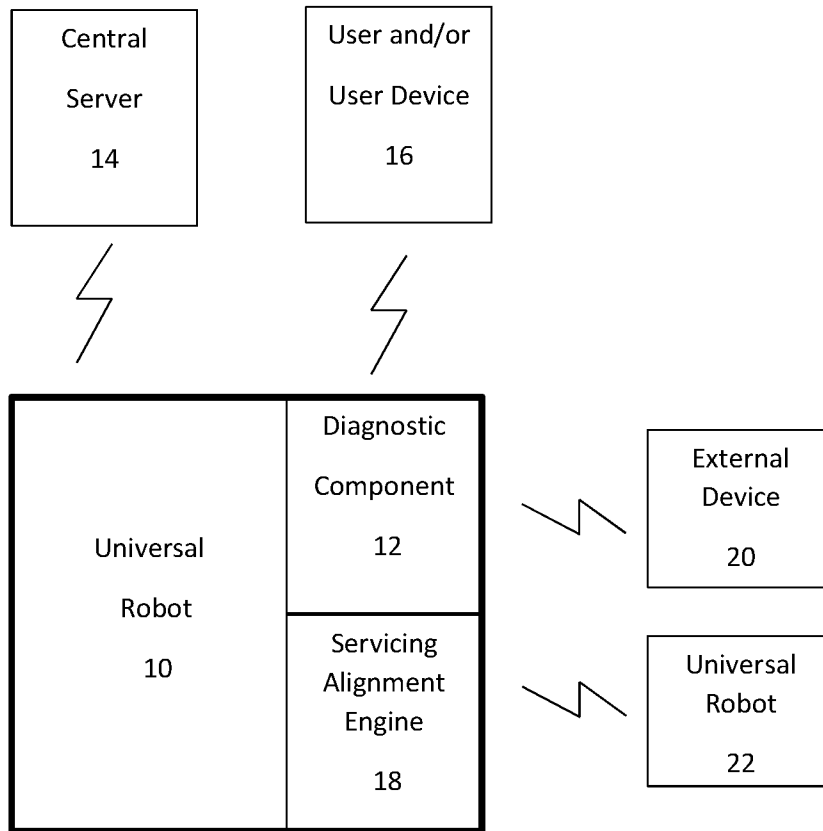 Central
Server
14
User and/or
User Device
16
Universal
Robot
10
Diagnostic
Component
12
Servicing
Alignment
Engine
18
External
Device
20
Universal
Robot
22